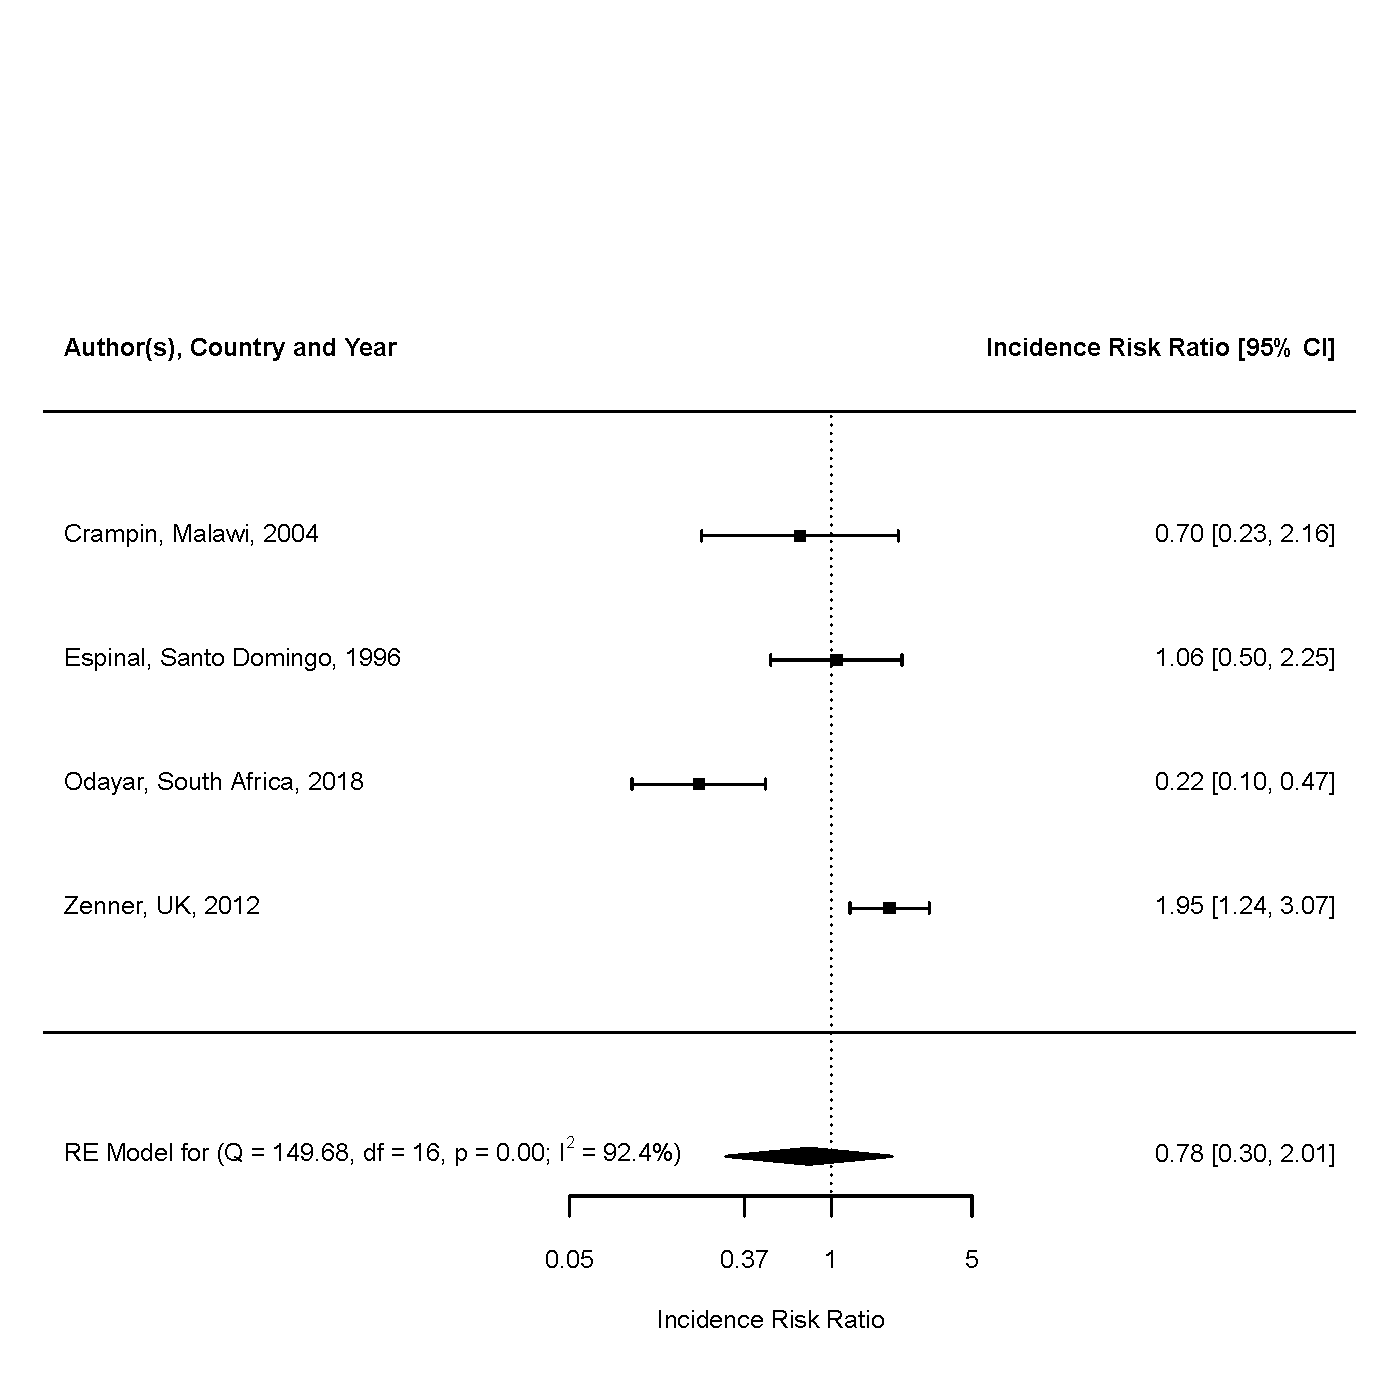 Author(s), Country and Year Incidence Risk Ratio [95% CI]
Crampin, Malawi, 2004 0.70 [0.23, 2.16]
Espinal, Santo Domingo, 1996 1.06 [0.50, 2.25]
Odayar, South Africa, 2018 0.22 [0.10, 0.47]
Zenner, UK, 2012 1.95 [1.24, 3.07]
RE Model for (Q = 149.68, df = 16, p = 0.00; I² = 92.4%) 0.78 [0.30, 2.01]
0.05 0.37 1 5
Incidence Risk Ratio